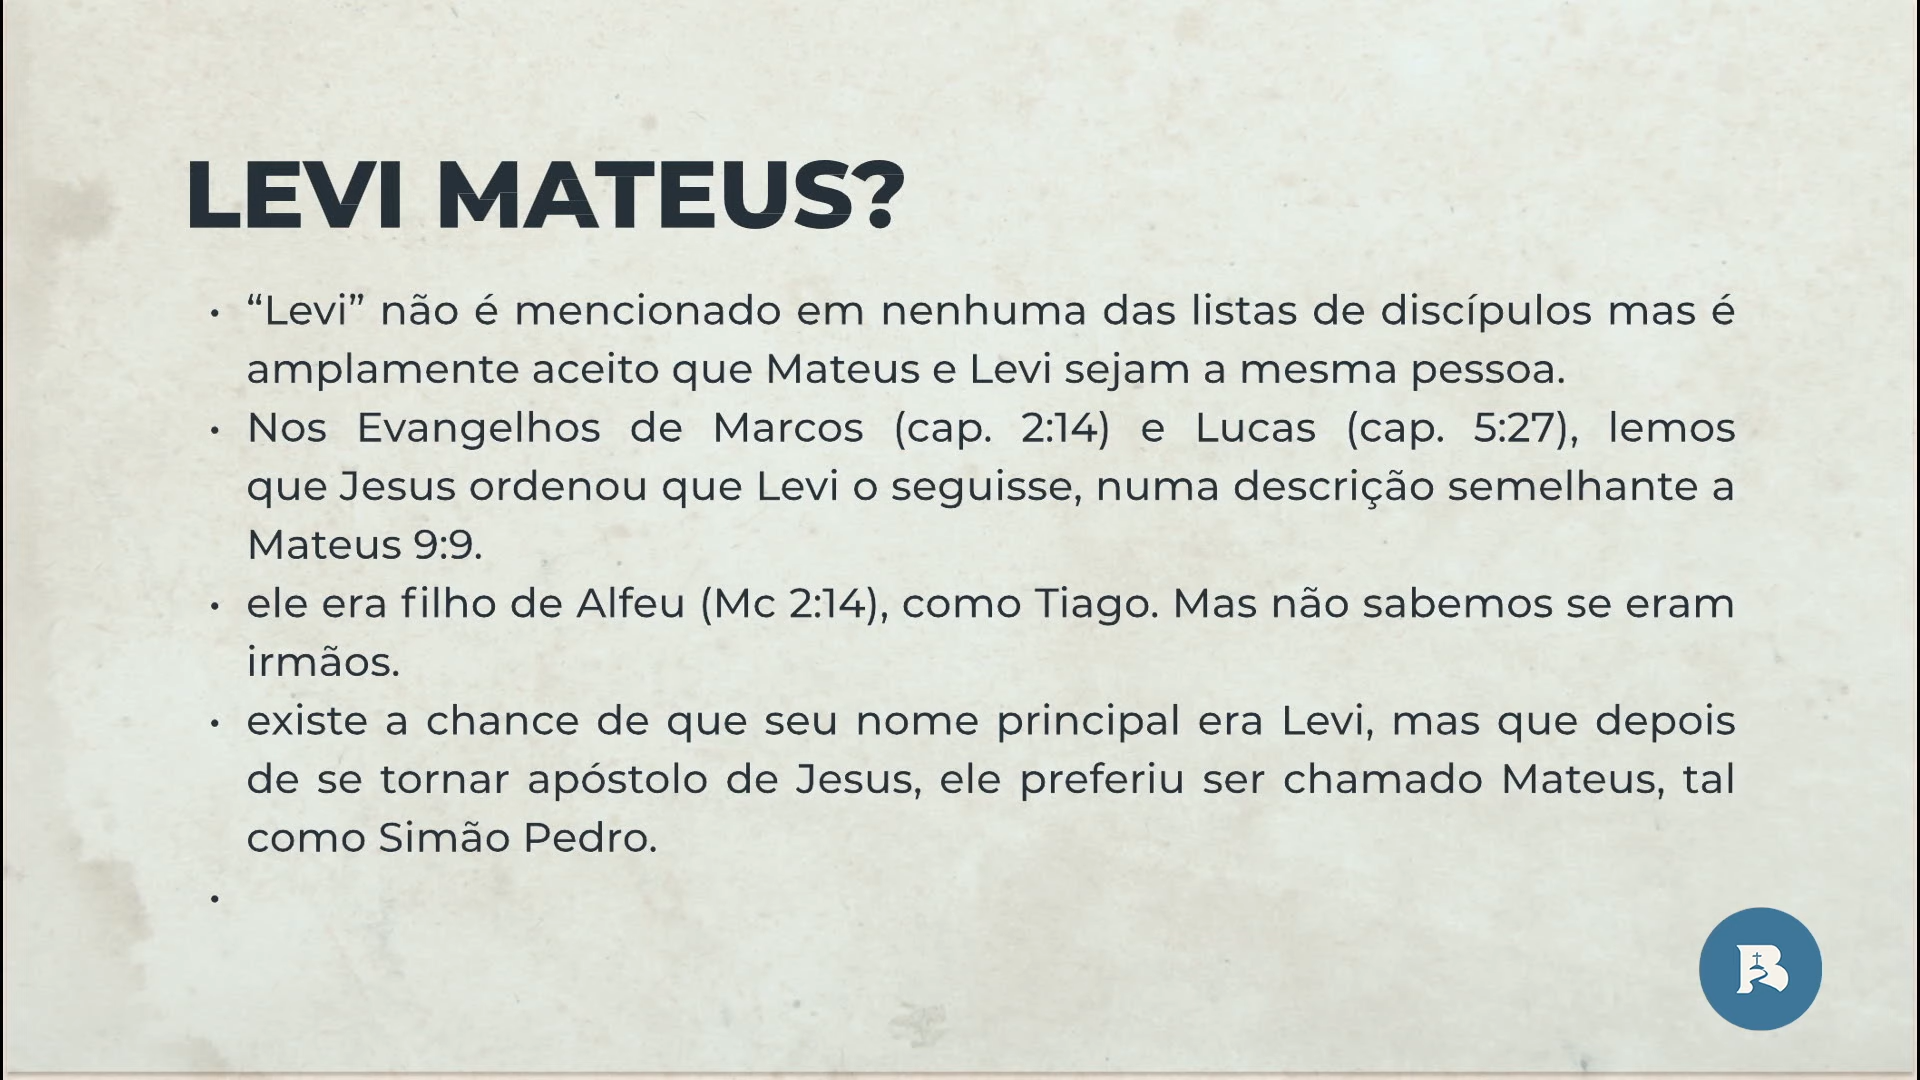 LEVI MATEUS?
• “Levi” não é mencionado em nenhuma das listas de discípulos mas é
amplamente aceito que Mateus e Levi sejam a mesma pessoa.
• Nos Evangelhos de Marcos (cap. 2:14) e Lucas (cap. 5:27), lemos
que Jesus ordenou que Levi o seguisse, numa descrição semelhante a
Mateus 9:9.
• ele era filho de Alfeu (Mc 2:14), como Tiago. Mas não sabemos se eram
irmãos.
• existe a chance de que seu nome principal era Levi, mas que depois
de se tornar apóstolo de Jesus, ele preferiu ser chamado Mateus, tal
como Simão Pedro.
•
B